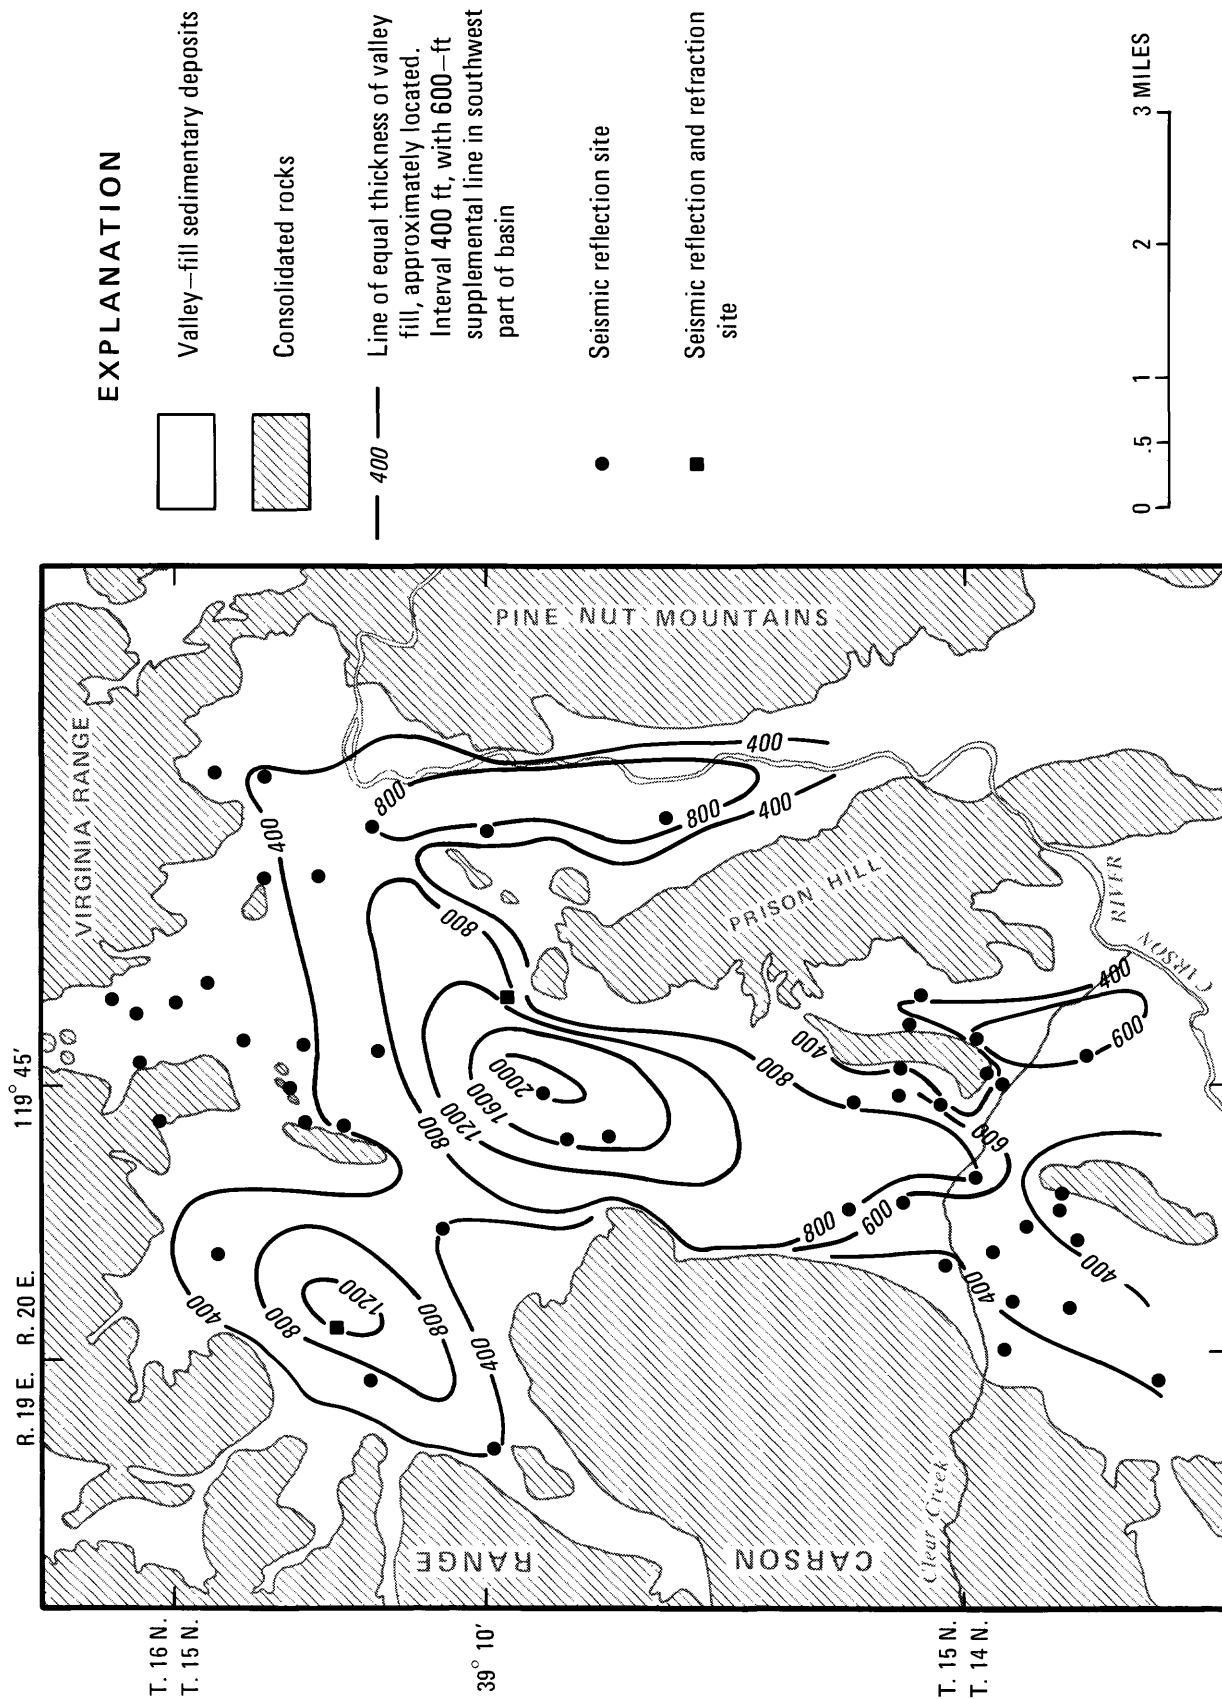 EXPLANATION
Valley–fill sedimentary deposits
Consolidated rocks
400
Line of equal thickness of valley
fill, approximately located.
Interval 400 ft, with 600–ft
supplemental line in southwest
part of basin
Seismic reflection site
Seismic reflection and refraction
site
0 .5 1 2 3 MILES
R. 19 E. R. 20 E.
119° 45'
T. 16 N.
T. 15 N.
39° 10'
T. 15 N.
T. 14 N.
VIRGINIA RANGE
PINE NUT MOUNTAINS
PRISON HILL
CARSON
RANGE
Clear Creek
CARSON
RIVER
400
800
1200
800
400
400
800
800
400
400
800
800
1200
1600
2000
800
400
800
600
600
400
400
400
600